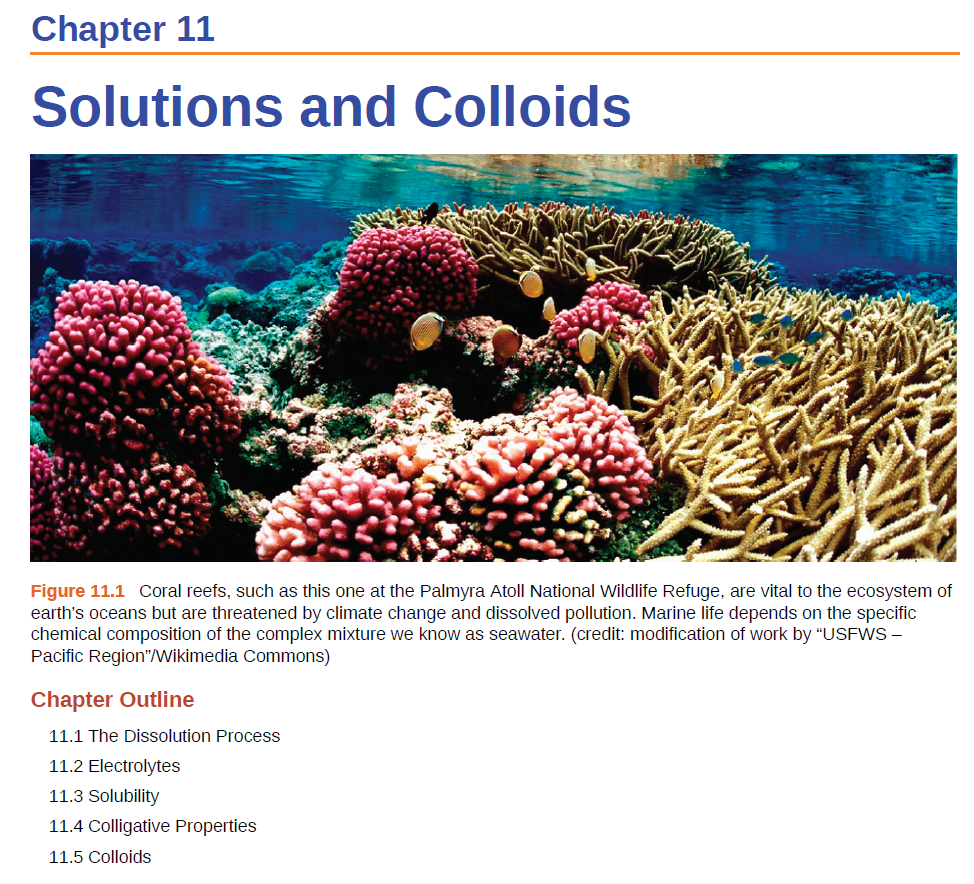 Chapter 11
Solutions and Colloids
Figure 11.1 Coral reefs, such as this one at the Palmyra Atoll National Wildlife Refuge, are vital to the ecosystem of
earth's oceans but are threatened by climate change and dissolved pollution. Marine life depends on the specific
chemical composition of the complex mixture we know as seawater. (credit: modification of work by “USFWS –
Pacific Region”/Wikimedia Commons)
Chapter Outline
11.1 The Dissolution Process
11.2 Electrolytes
11.3 Solubility
11.4 Colligative Properties
11.5 Colloids